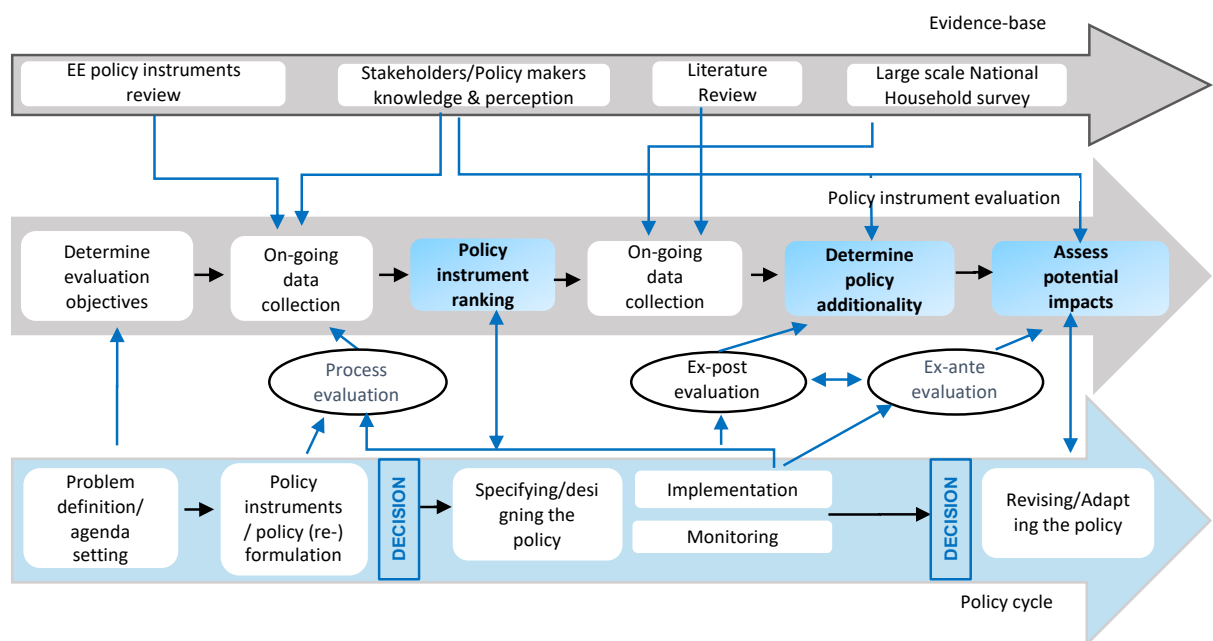 Evidence-base
EE policy instruments
review
Stakeholders/Policy makers
knowledge & perception
Literature
Review
Large scale National
Household survey
Policy instrument evaluation
Determine
evaluation
objectives
On-going
data
collection
Policy
instrument
ranking
On-going
data
collection
Determine
policy
additionality
Assess
potential
impacts
Process
evaluation
Ex-post
evaluation
Ex-ante
evaluation
Problem
definition/
agenda
setting
Policy
instruments
/ policy (re-)
formulation
DECISION
Specifying/desi
gning the
policy
Implementation
Monitoring
DECISION
Revising/Adapt
ing the policy
Policy cycle